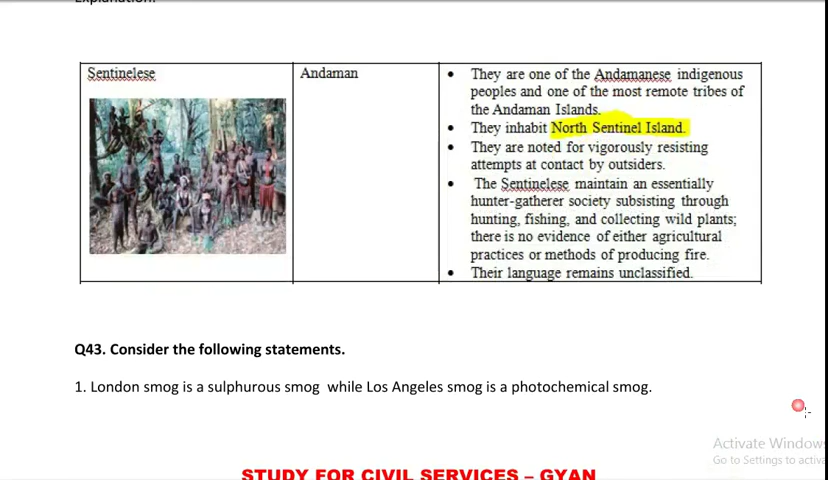 Explanation:
Sentinelese
Andaman
• They are one of the Andamanese indigenous
peoples and one of the most remote tribes of
the Andaman Islands.
• They inhabit North Sentinel Island.
• They are noted for vigorously resisting
attempts at contact by outsiders.
• The Sentinelese maintain an essentially
hunter-gatherer society subsisting through
hunting, fishing, and collecting wild plants;
there is no evidence of either agricultural
practices or methods of producing fire.
• Their language remains unclassified.
Q43. Consider the following statements.
1. London smog is a sulphurous smog while Los Angeles smog is a photochemical smog.
Activate Windows
Go to Settings to activa
STUDY FOR CIVIL SERVICES – GYAN